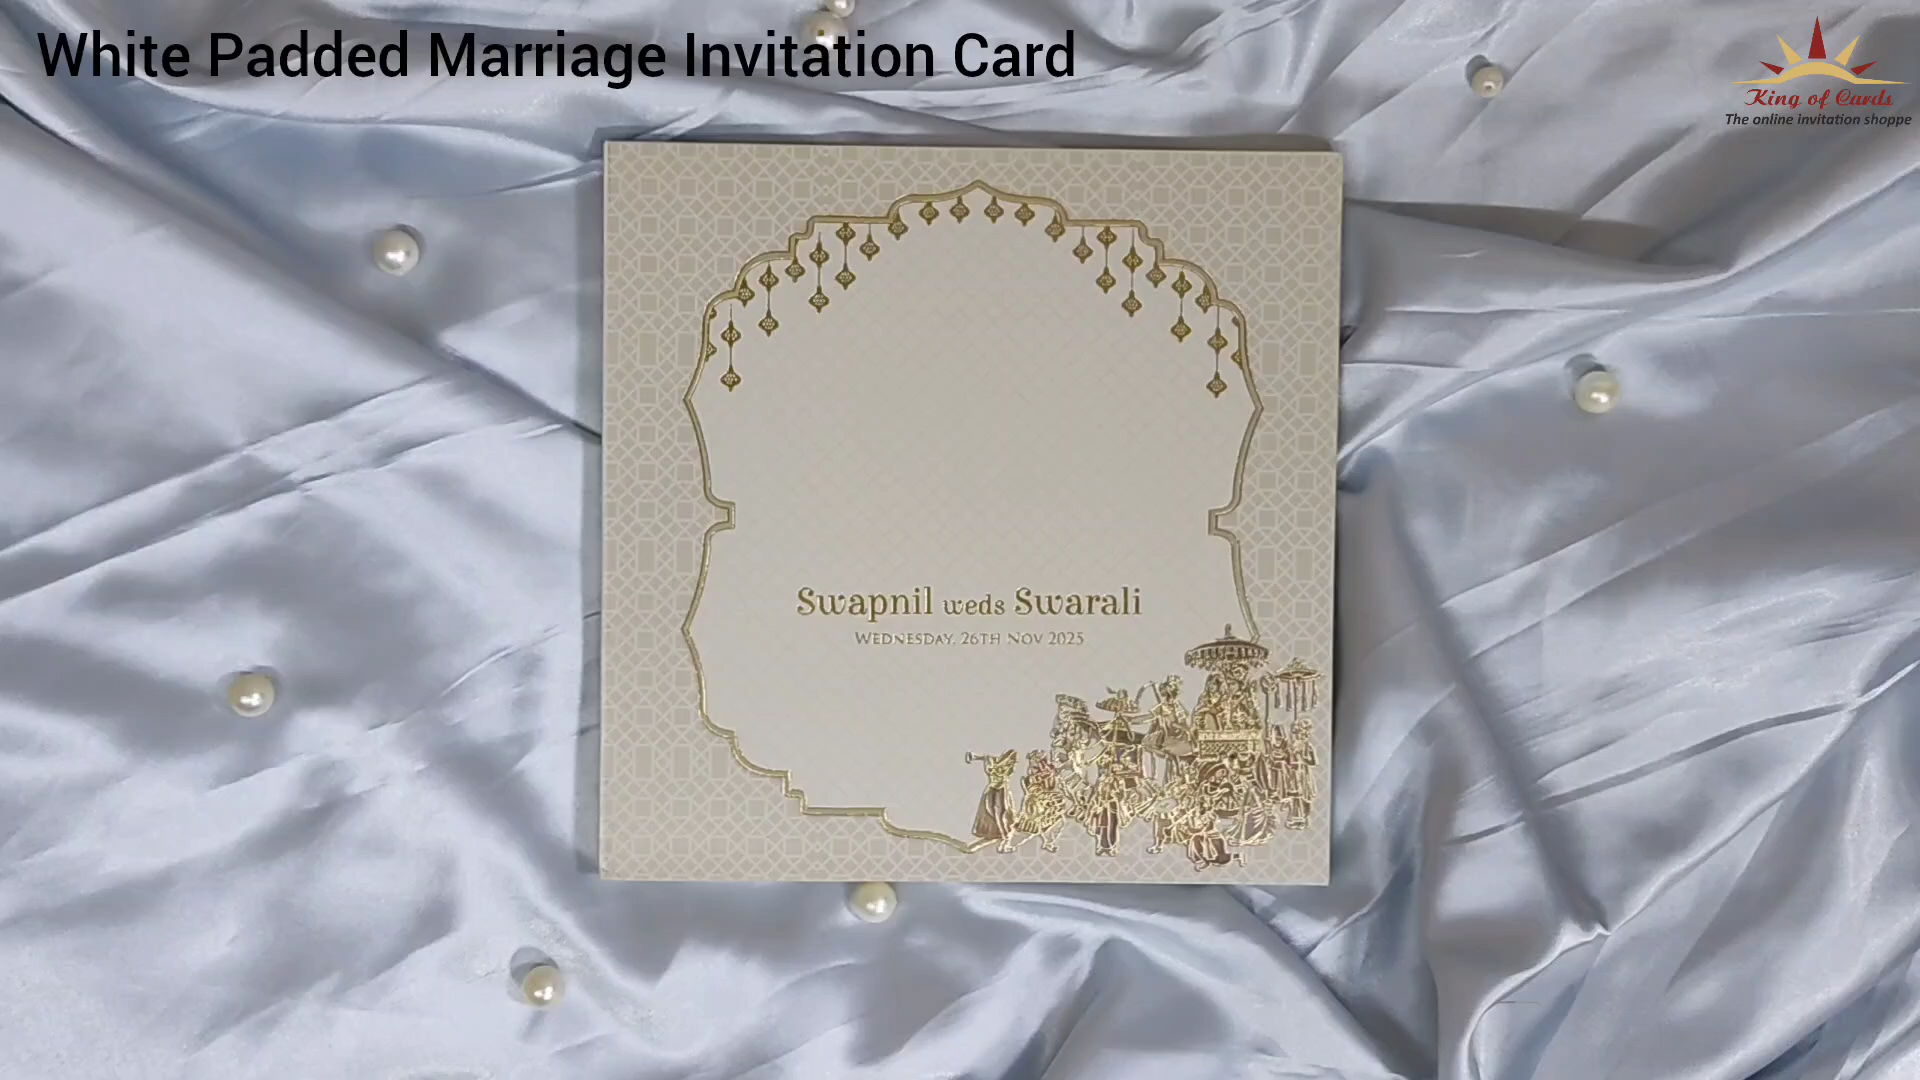 White Padded Marriage Invitation Card
King of Cards
The online invitation shoppe
Swapnil weds Swarali
Wednesday, 26th Nov 2025